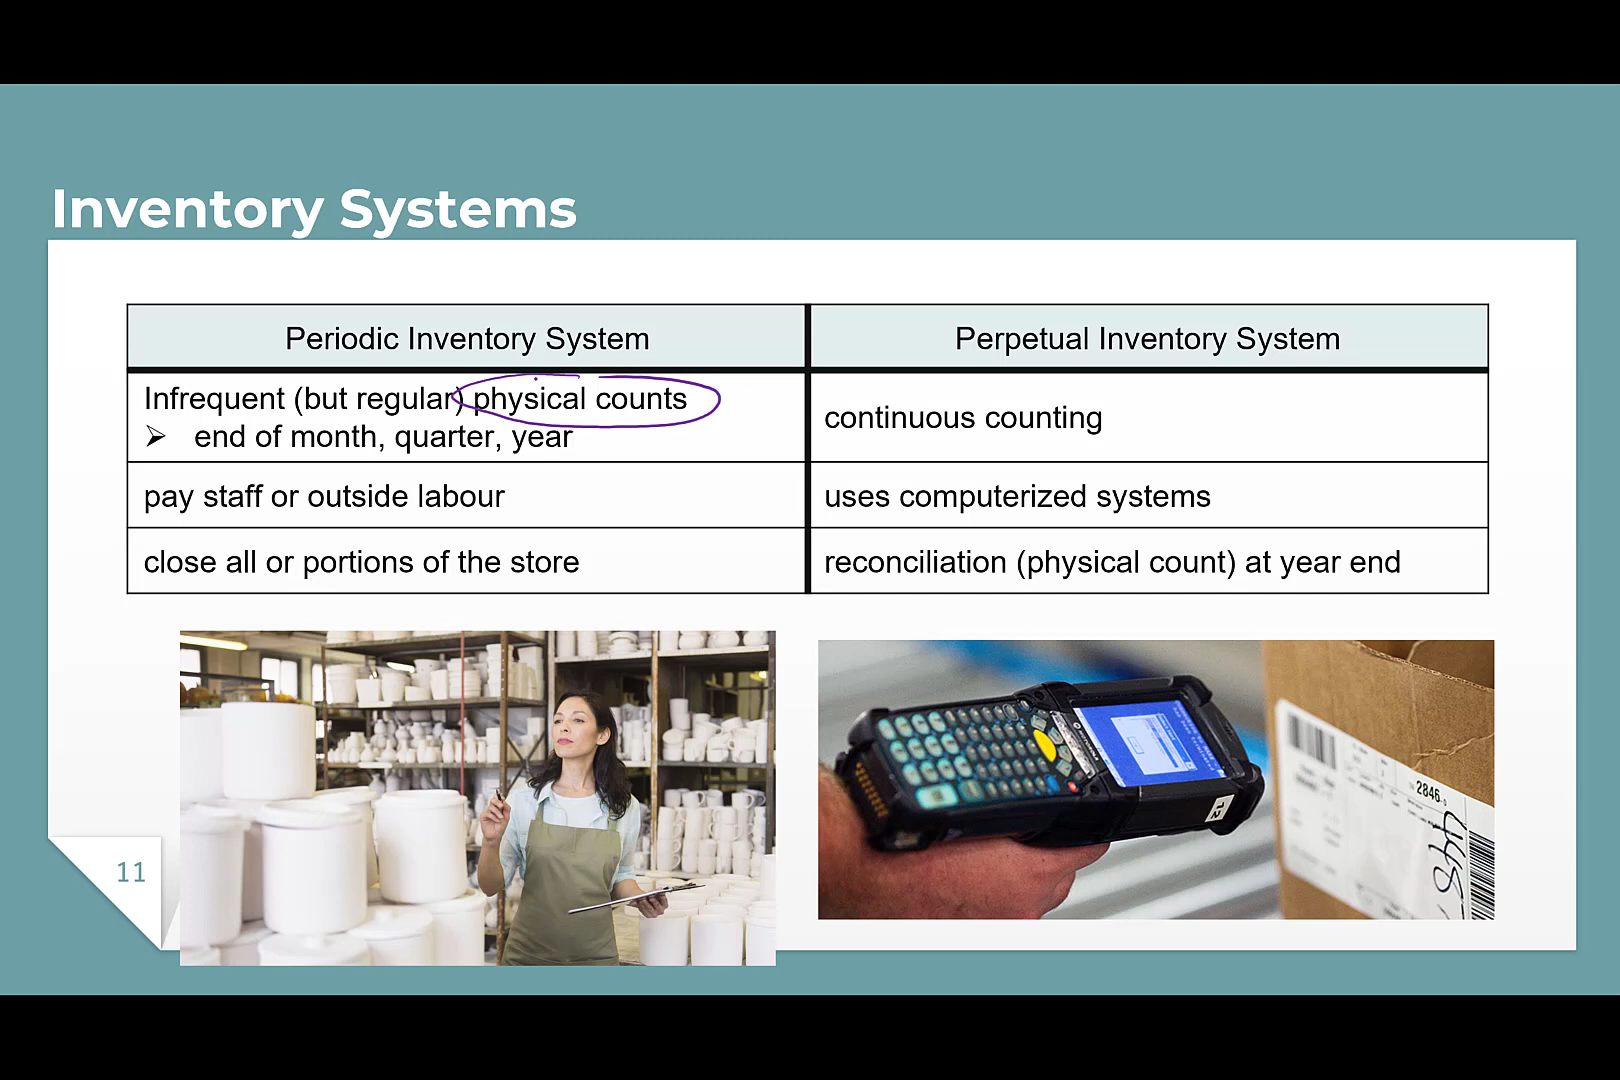 Inventory Systems
Periodic Inventory System
Perpetual Inventory System
Infrequent (but regular) physical counts
➢ end of month, quarter, year
continuous counting
pay staff or outside labour
uses computerized systems
close all or portions of the store
reconciliation (physical count) at year end
11
12
2846